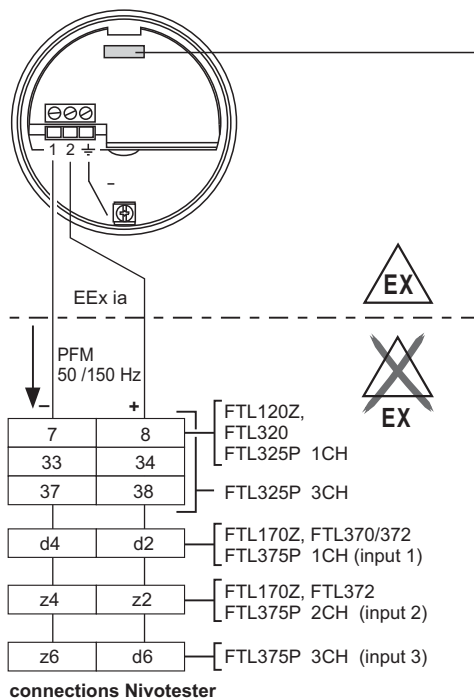 1 2
–
EEx ia
EX
PFM
50 /150 Hz
EX
– +
7 8
33 34
37 38
FTL120Z,
FTL320
FTL325P 1CH
FTL325P 3CH
d4 d2
FTL170Z, FTL370/372
FTL375P 1CH (input 1)
z4 z2
FTL170Z, FTL372
FTL375P 2CH (input 2)
z6 d6
FTL375P 3CH (input 3)
connections Nivotester